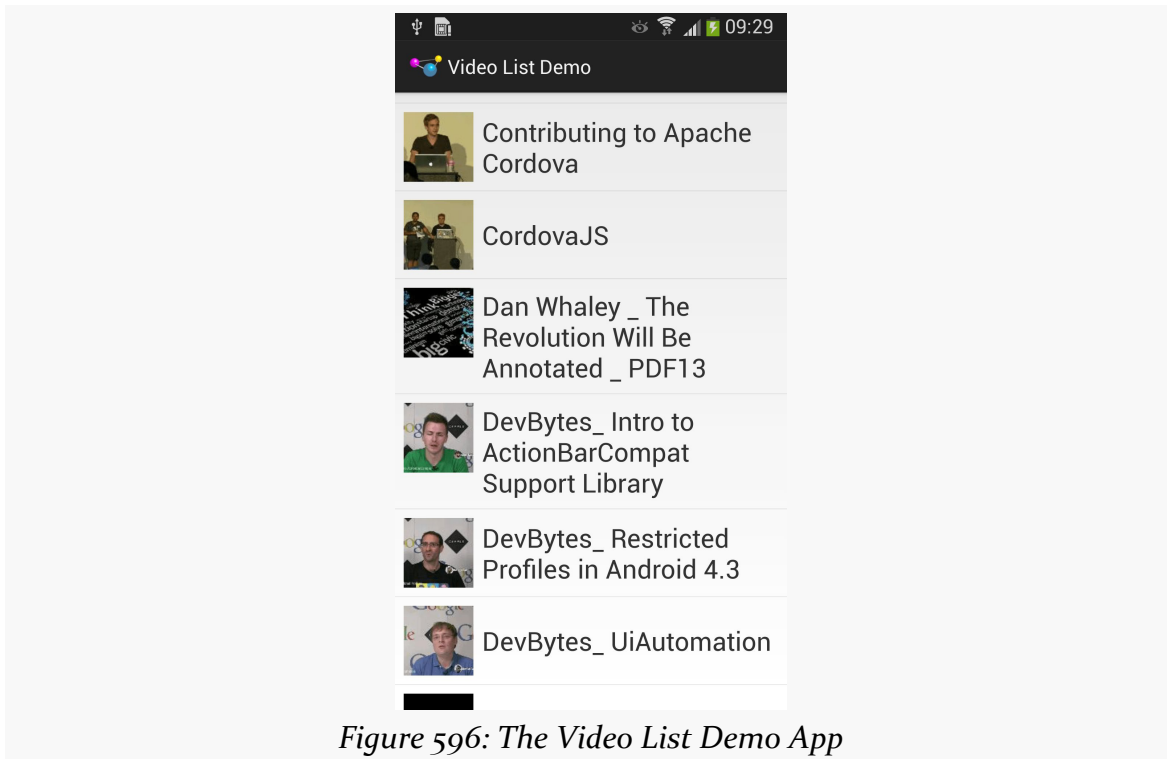 09:29
Video List Demo
Contributing to Apache
Cordova
CordovaJS
Dan Whaley _ The
Revolution Will Be
Annotated _ PDF13
DevBytes_ Intro to
ActionBarCompat
Support Library
DevBytes_ Restricted
Profiles in Android 4.3
DevBytes_ UiAutomation
Figure 596: The Video List Demo App